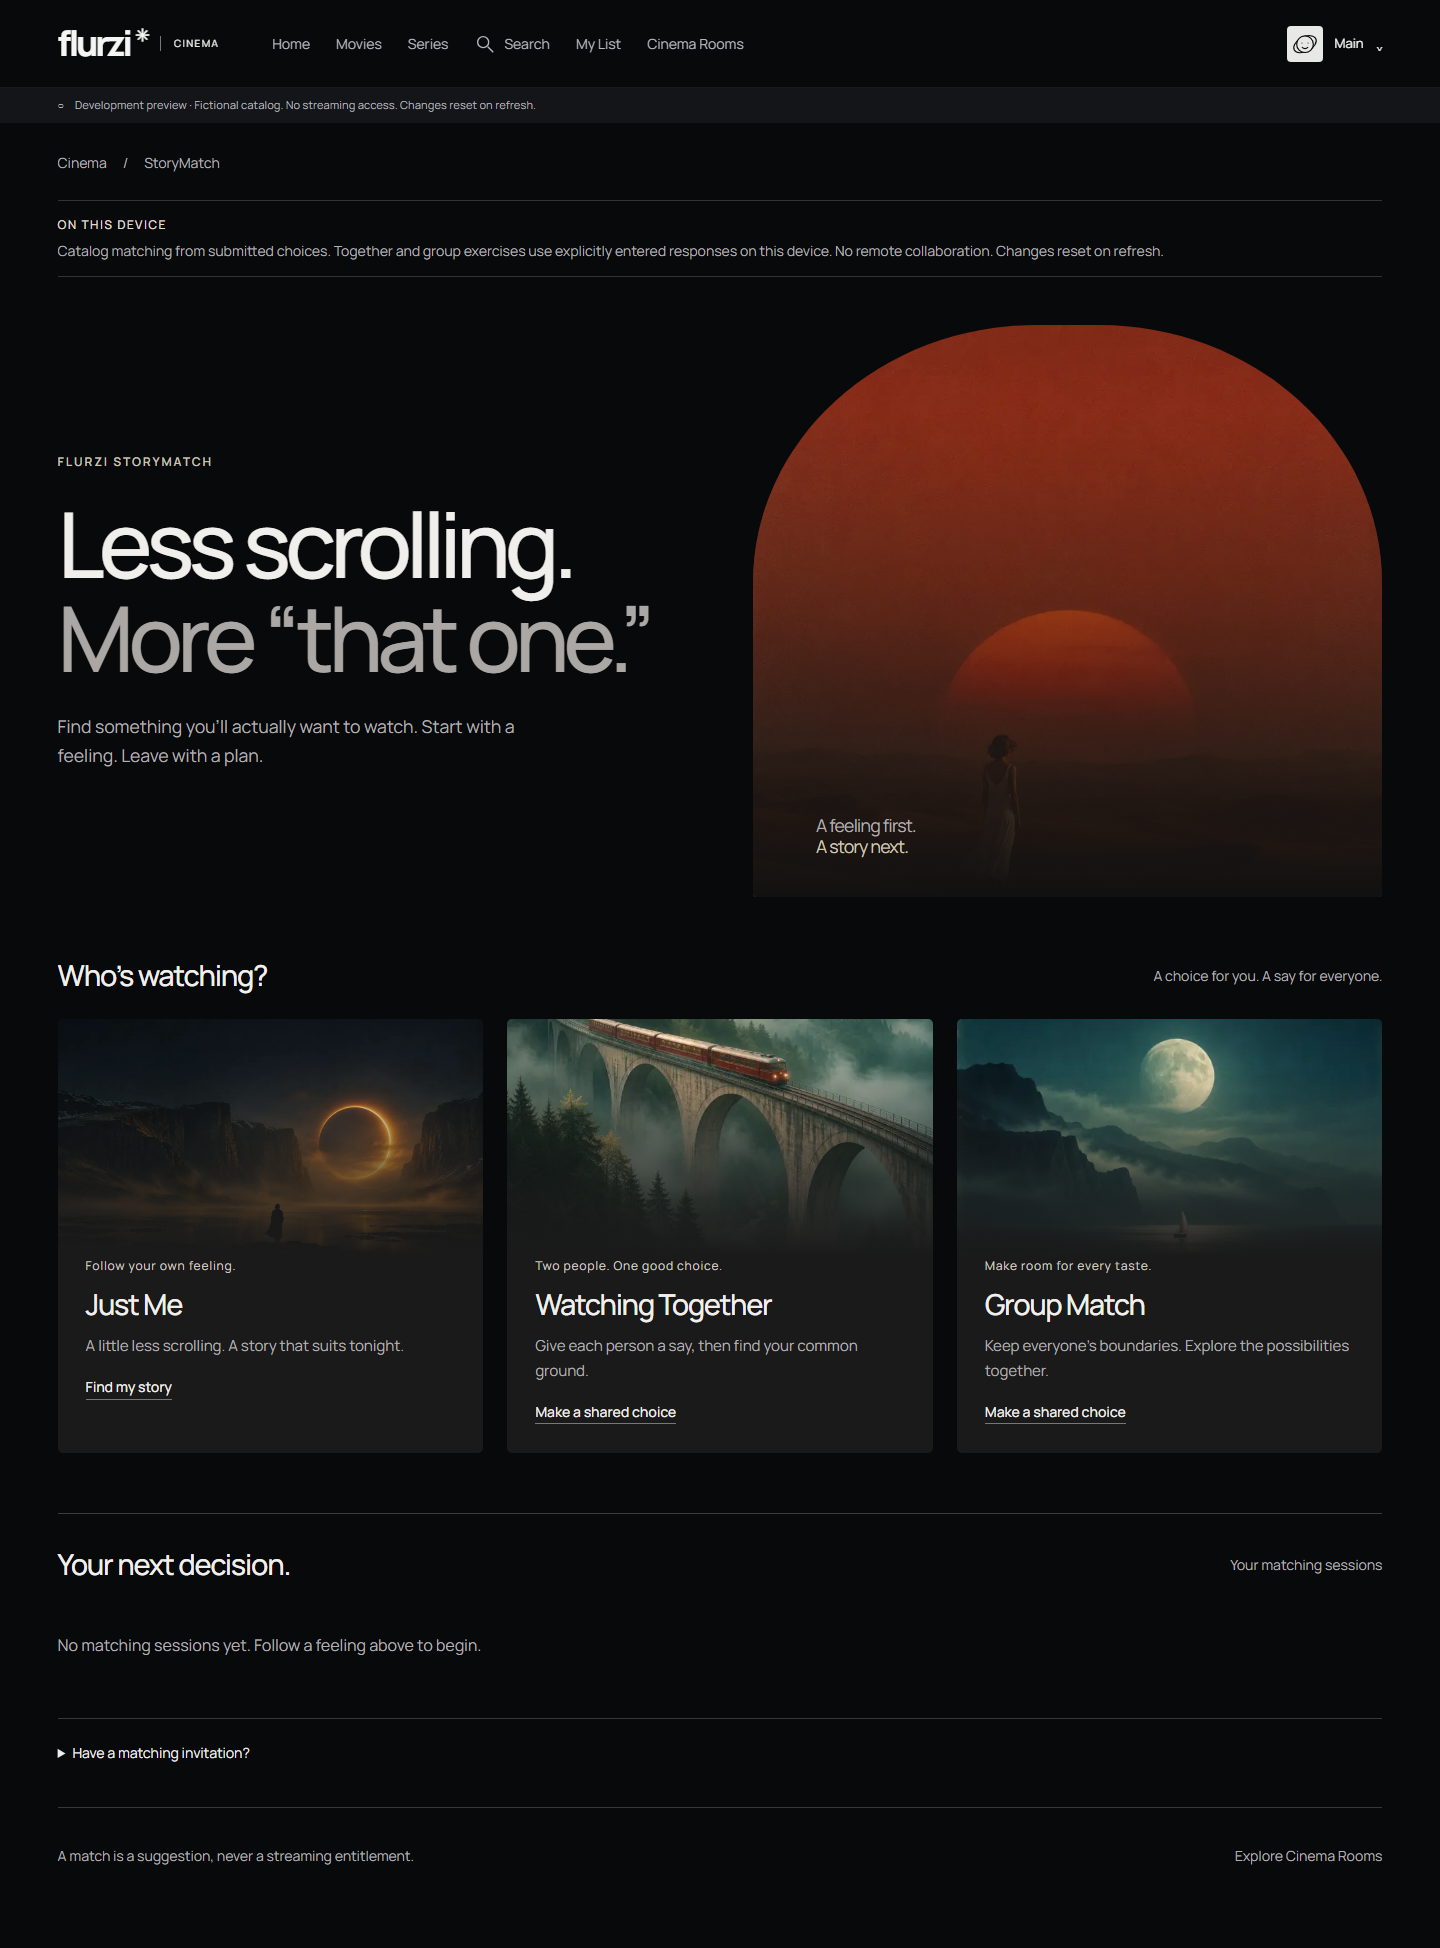 flurzi* | CINEMA
Home Movies Series Search My List Cinema Rooms Main
Development preview · Fictional catalog. No streaming access. Changes reset on refresh.
Cinema / StoryMatch
ON THIS DEVICE
Catalog matching from submitted choices. Together and group exercises use explicitly entered responses on this device. No remote collaboration. Changes reset on refresh.
FLURZI STORYMATCH
Less scrolling.
More “that one.”
Find something you’ll actually want to watch. Start with a
feeling. Leave with a plan.
A feeling first.
A story next.
Who’s watching?
A choice for you. A say for everyone.
Follow your own feeling.
Just Me
A little less scrolling. A story that suits tonight.
Find my story
Two people. One good choice.
Watching Together
Give each person a say, then find your common
ground.
Make a shared choice
Make room for every taste.
Group Match
Keep everyone’s boundaries. Explore the possibilities
together.
Make a shared choice
Your next decision.
Your matching sessions
No matching sessions yet. Follow a feeling above to begin.
Have a matching invitation?
A match is a suggestion, never a streaming entitlement.
Explore Cinema Rooms